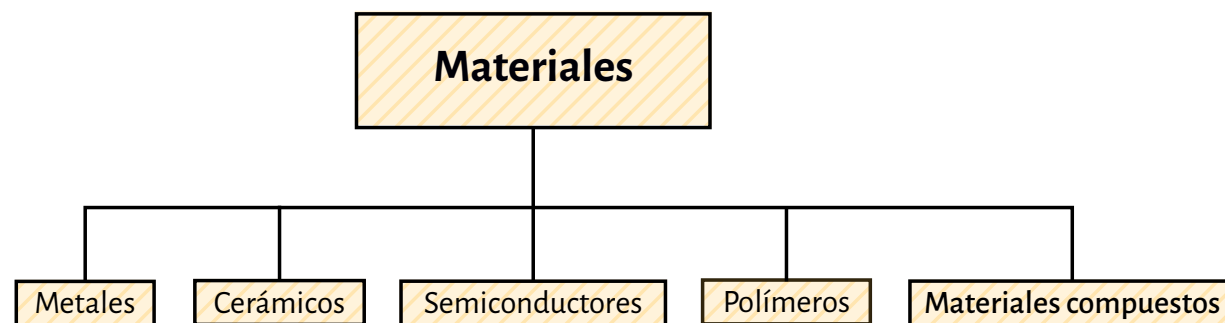 Materiales
Metales
Cerámicos
Semiconductores
Polímeros
Materiales compuestos